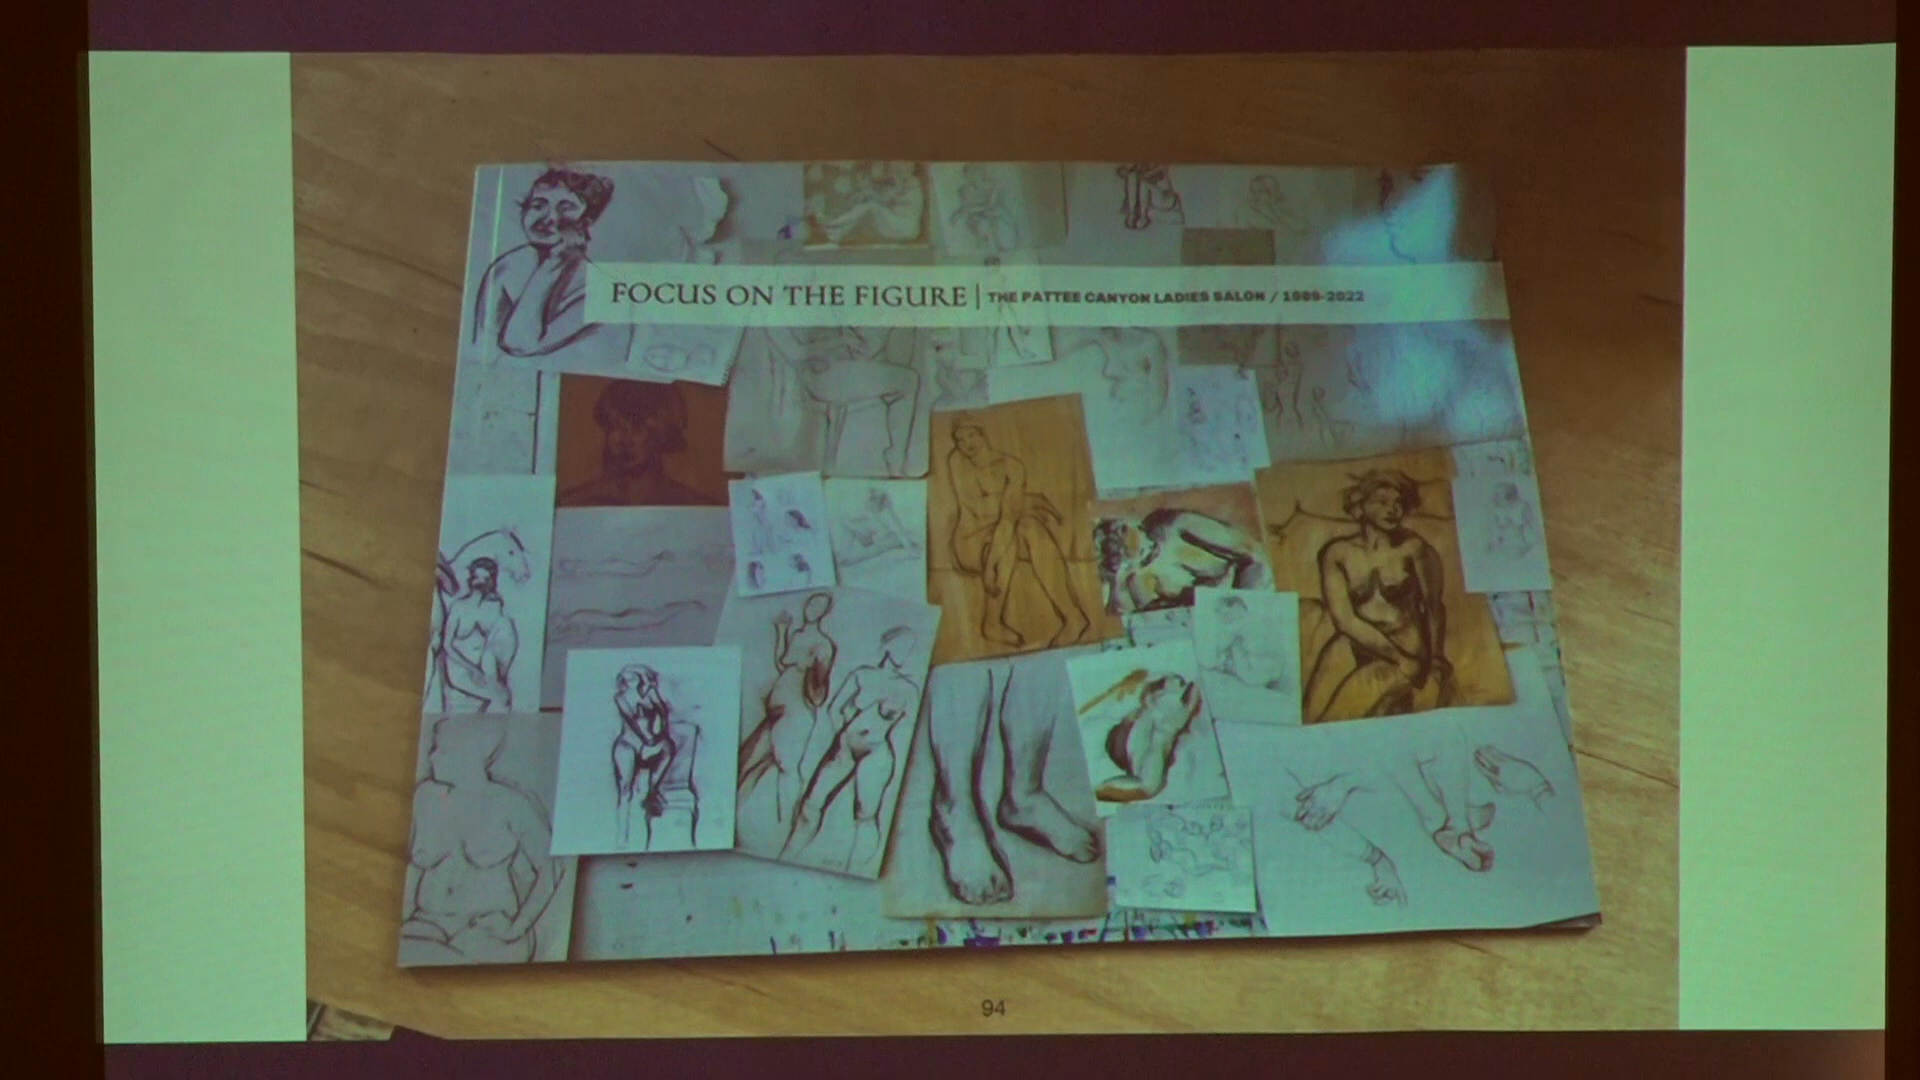 FOCUS ON THE FIGURE | THE PATTEE CANYON LADIES SALON / 1989-2022
94